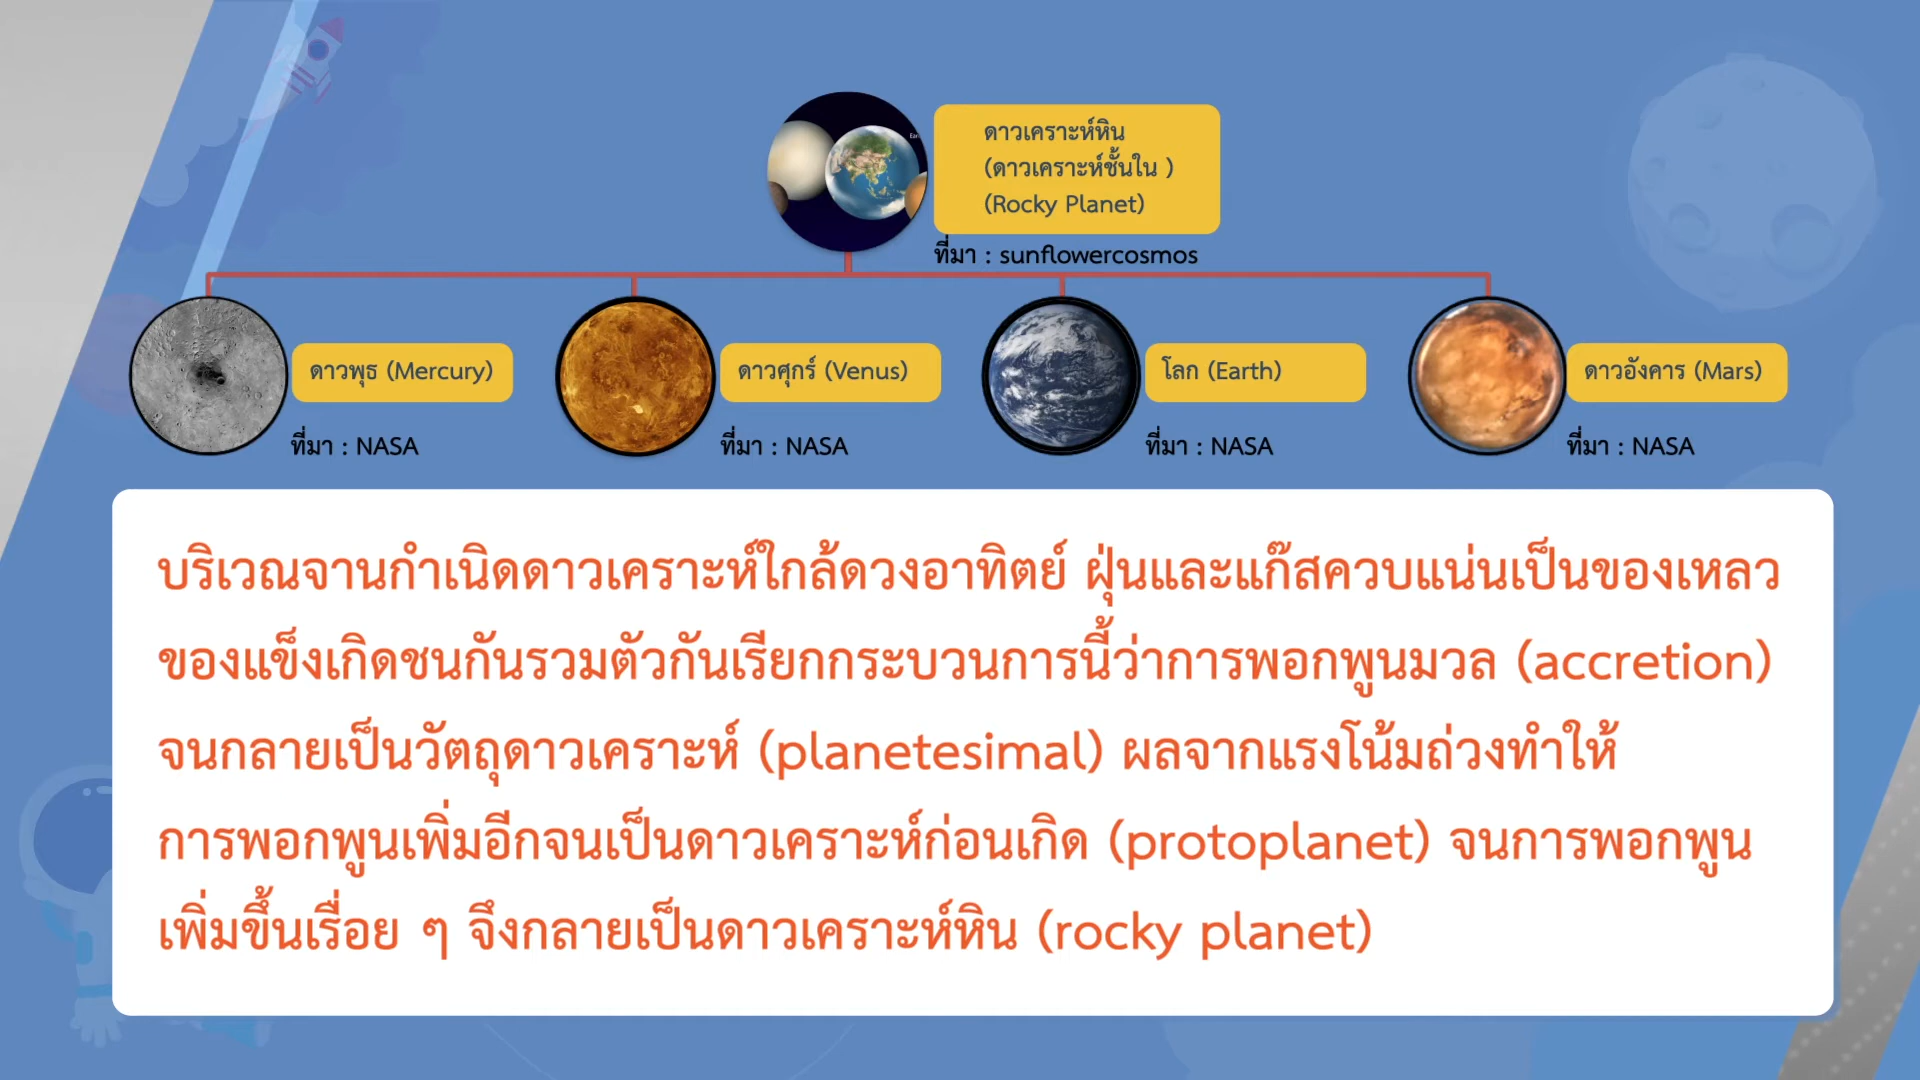 ดาวเคราะห์หิน
(ดาวเคราะห์ชั้นใน )
(Rocky Planet)
ที่มา : sunflowercosmos
ดาวพุธ (Mercury)
ที่มา : NASA
ดาวศุกร์ (Venus)
ที่มา : NASA
โลก (Earth)
ที่มา : NASA
ดาวอังคาร (Mars)
ที่มา : NASA
บริเวณจานกำเนิดดาวเคราะห์ใกล้ดวงอาทิตย์ ฝุ่นและแก๊สควบแน่นเป็นของเหลว
ของแข็งเกิดชนกันรวมตัวกันเรียกกระบวนการนี้ว่าการพอกพูนมวล (accretion)
จนกลายเป็นวัตถุดาวเคราะห์ (planetesimal) ผลจากแรงโน้มถ่วงทำให้
การพอกพูนเพิ่มอีกจนเป็นดาวเคราะห์ก่อนเกิด (protoplanet) จนการพอกพูน
เพิ่มขึ้นเรื่อย ๆ จึงกลายเป็นดาวเคราะห์หิน (rocky planet)